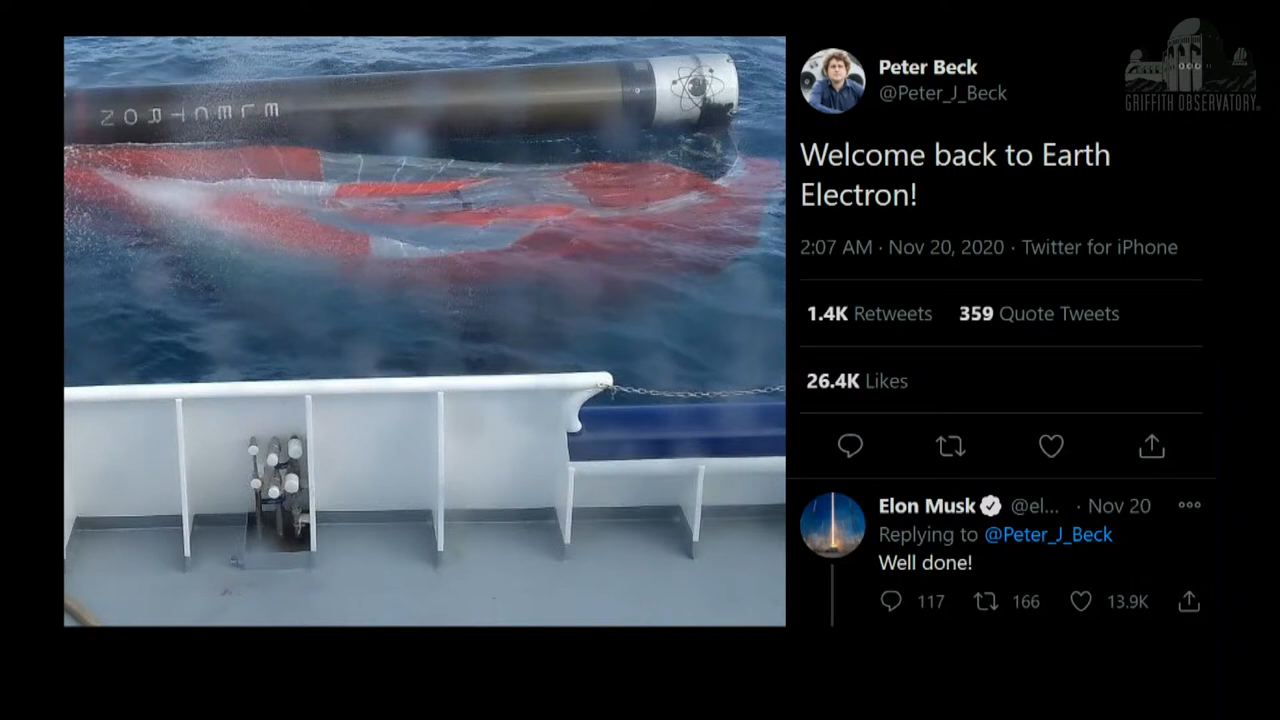 ELECTRON
Peter Beck
@Peter_J_Beck
GRIFFITH OBSERVATORY
Welcome back to Earth
Electron!
2:07 AM · Nov 20, 2020 · Twitter for iPhone
1.4K Retweets 359 Quote Tweets
26.4K Likes
Elon Musk @el... · Nov 20
Replying to @Peter_J_Beck
Well done!
117 166 13.9K